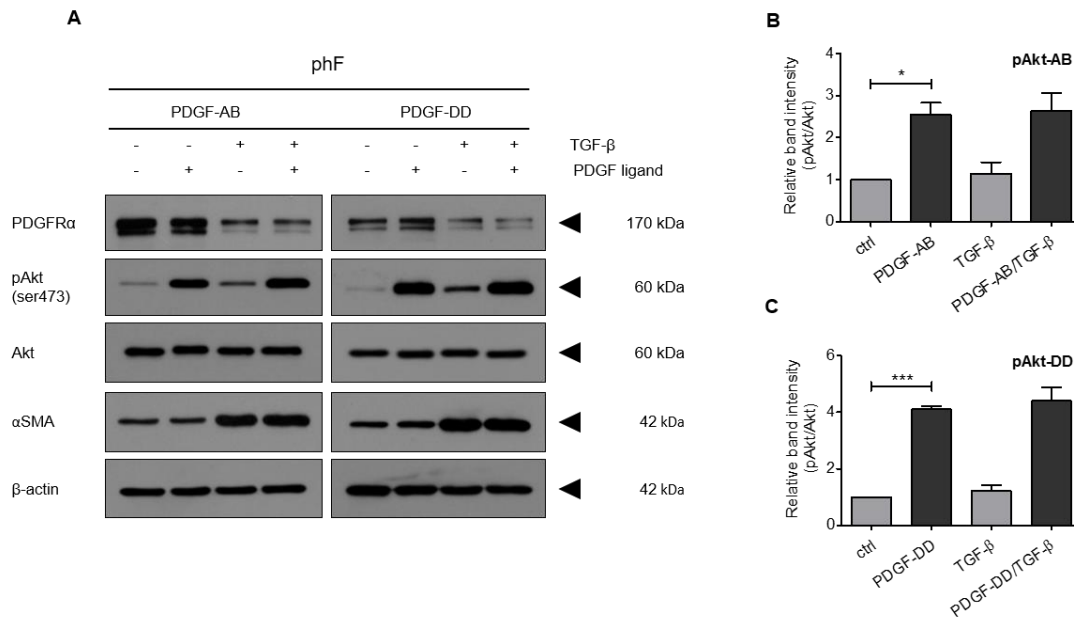 A
phF
PDGF-AB PDGF-DD
- - + + - - + + TGF-β
- + - + - + - + PDGF ligand
PDGFRα 170 kDa
pAkt
(ser473) 60 kDa
Akt 60 kDa
αSMA 42 kDa
β-actin 42 kDa
B
pAkt-AB
Relative band intensity
(pAkt/Akt)
4
3
2
1
0
*
ctrl
PDGF-AB
TGF-β
PDGF-AB/TGF-β
C
pAkt-DD
Relative band intensity
(pAkt/Akt)
6
4
2
0
***
ctrl
PDGF-DD
TGF-β
PDGF-DD/TGF-β